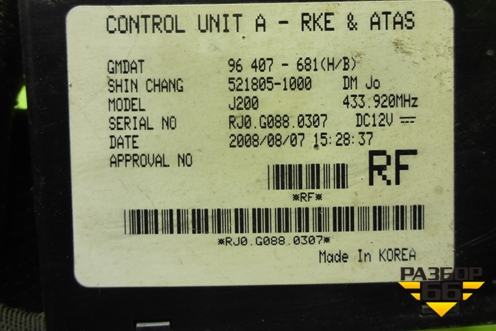 CONTROL UNIT A - RKE & ATAS
GMDAT 96 407 - 681(H/B)
SHIN CHANG 521805-1000 DM Jo
MODEL J200 433.920MHz
SERIAL NO RJ0.G088.0307 DC12V ⎓
DATE 2008/08/07 15:28:37
APPROVAL NO
RF
*RF*
*RJ0.G088.0307*
Made In KOREA
РАЗБОР
66